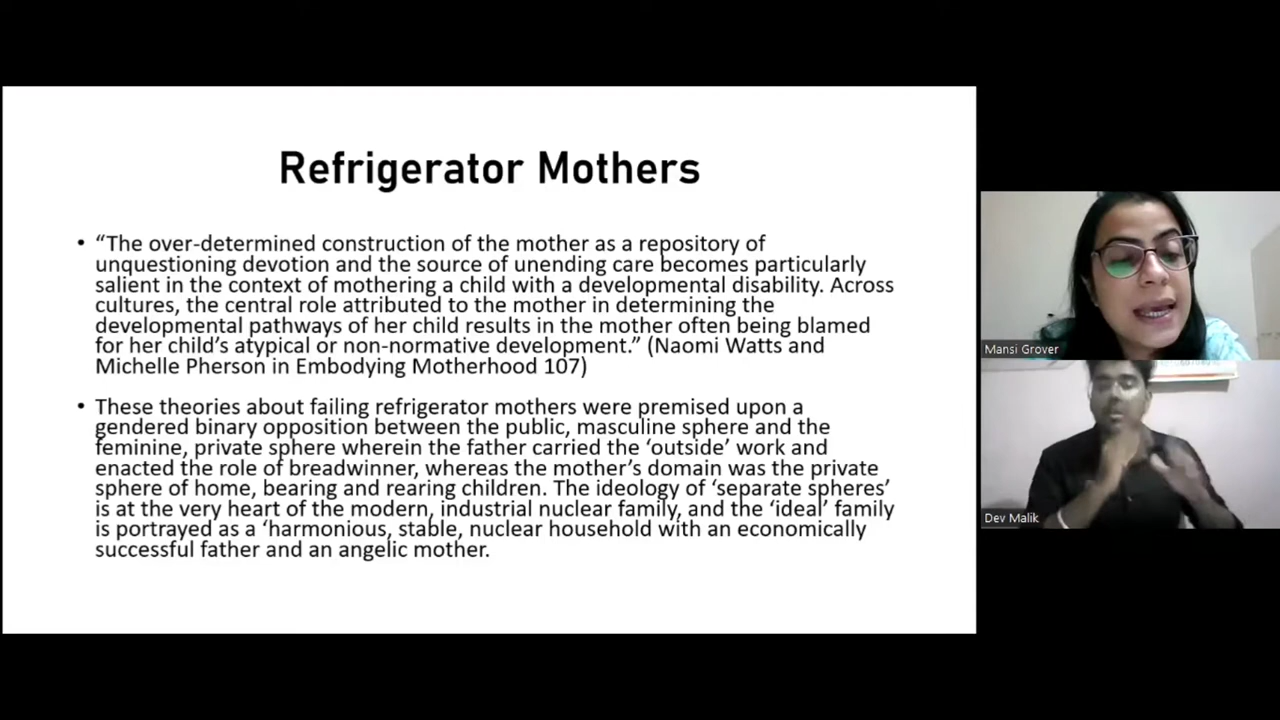 Refrigerator Mothers
• “The over-determined construction of the mother as a repository of
unquestioning devotion and the source of unending care becomes particularly
salient in the context of mothering a child with a developmental disability. Across
cultures, the central role attributed to the mother in determining the
developmental pathways of her child results in the mother often being blamed
for her child’s atypical or non-normative development.” (Naomi Watts and
Michelle Pherson in Embodying Motherhood 107)
• These theories about failing refrigerator mothers were premised upon a
gendered binary opposition between the public, masculine sphere and the
feminine, private sphere wherein the father carried the ‘outside’ work and
enacted the role of breadwinner, whereas the mother’s domain was the private
sphere of home, bearing and rearing children. The ideology of ‘separate spheres’
is at the very heart of the modern, industrial nuclear family, and the ‘ideal’ family
is portrayed as a ‘harmonious, stable, nuclear household with an economically
successful father and an angelic mother.
Mansi Grover
Dev Malik